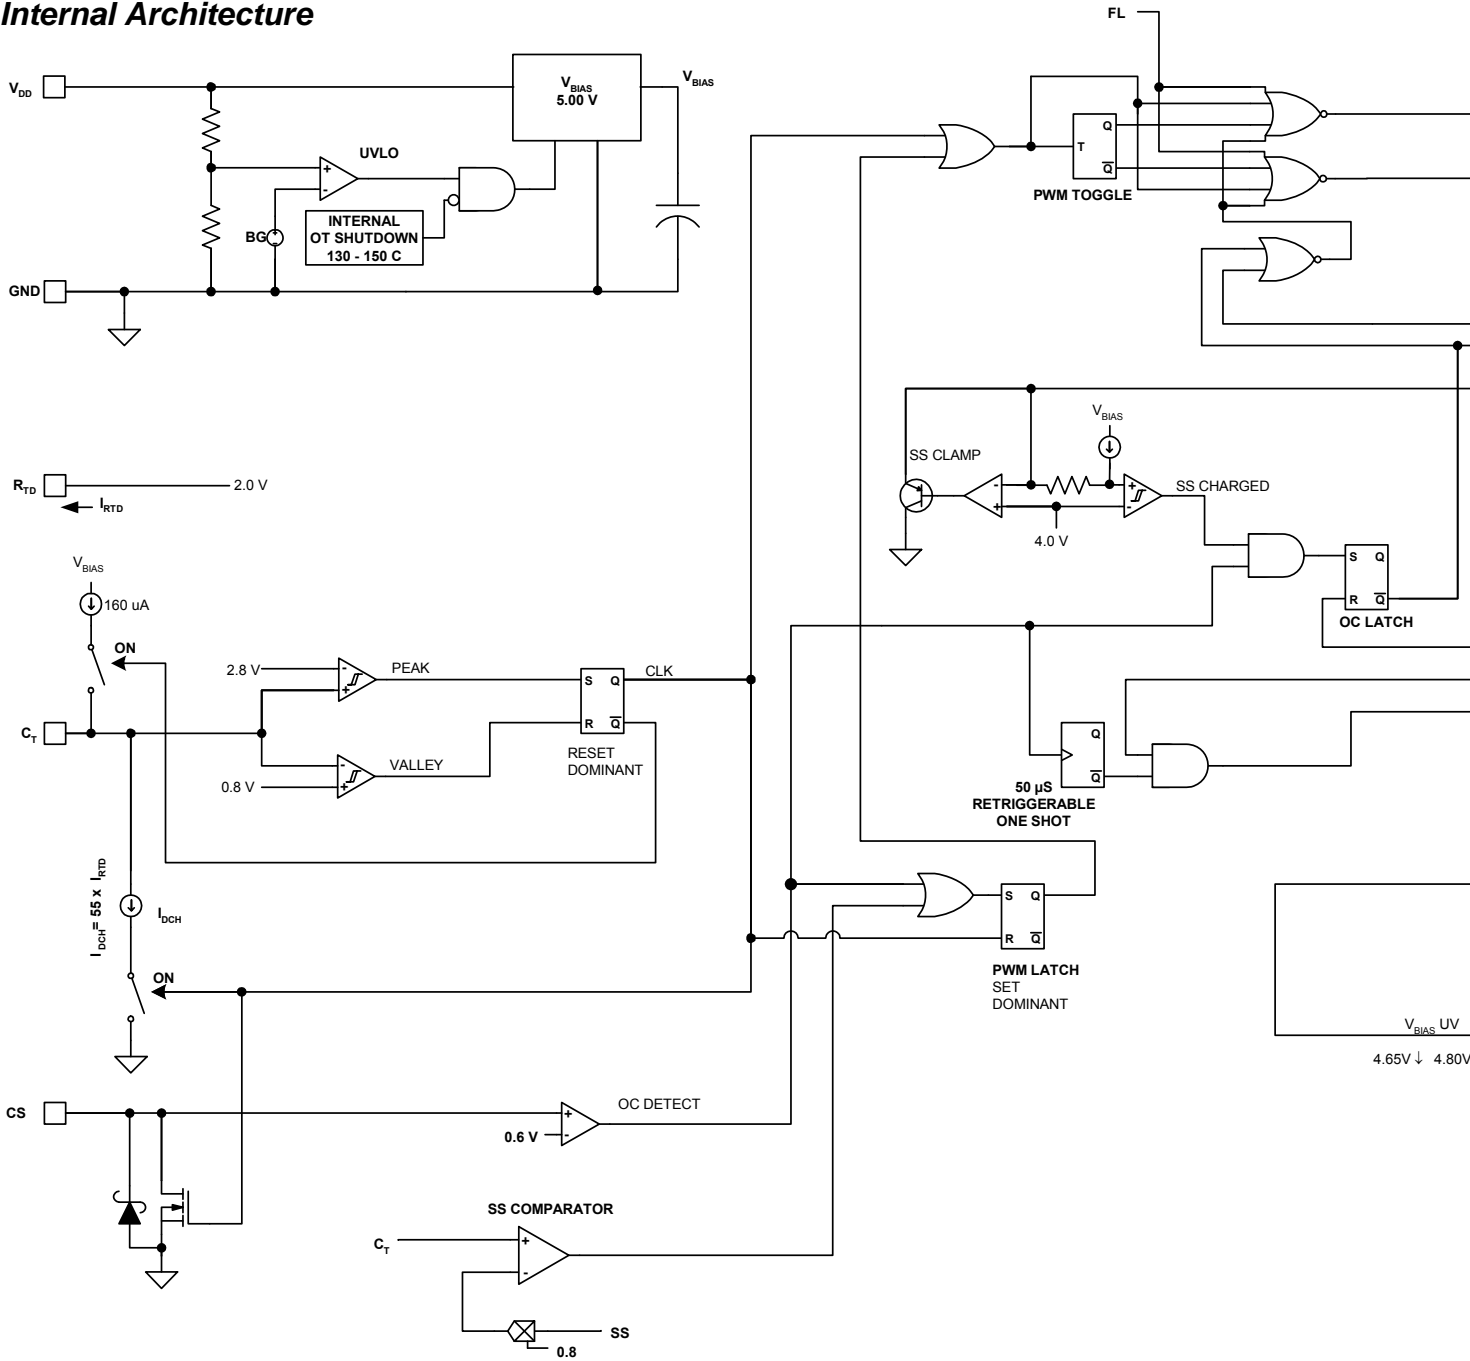 Internal Architecture
FL
VDD
VBIAS
5.00 V
VBIAS
UVLO
BG
+
-
+
-
INTERNAL
OT SHUTDOWN
130 - 150 C
GND
T
Q
Q
PWM TOGGLE
RTD
2.0 V
IRTD
VBIAS
SS CLAMP
-
+
+
-
SS CHARGED
4.0 V
S Q
R Q
OC LATCH
VBIAS
160 uA
ON
2.8 V
-
+
PEAK
S Q
R Q
CLK
RESET
DOMINANT
CT
0.8 V
-
+
VALLEY
Q
Q
50 µS
RETRIGGERABLE
ONE SHOT
I DCH= 55 x IRTD
IDCH
ON
S Q
R Q
PWM LATCH
SET
DOMINANT
VBIAS UV
4.65V ↓ 4.80V
CS
+
-
0.6 V
OC DETECT
SS COMPARATOR
CT
+
-
SS
0.8